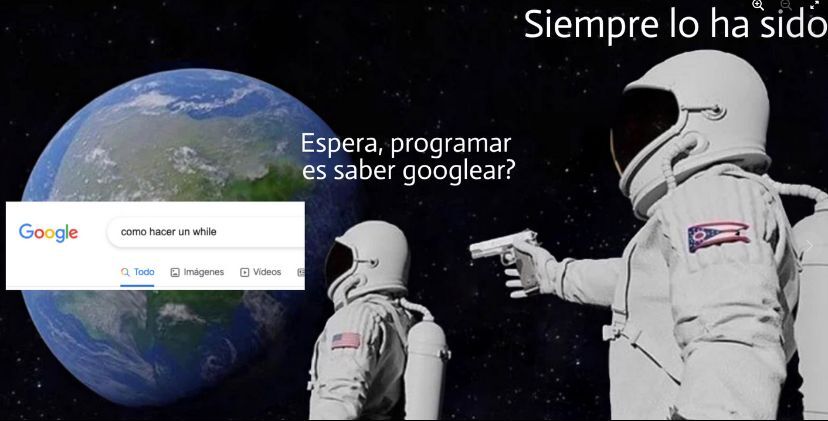 Siempre lo ha sido
Espera, programar
es saber googlear?
Google
como hacer un while
Todo
Imágenes
Vídeos